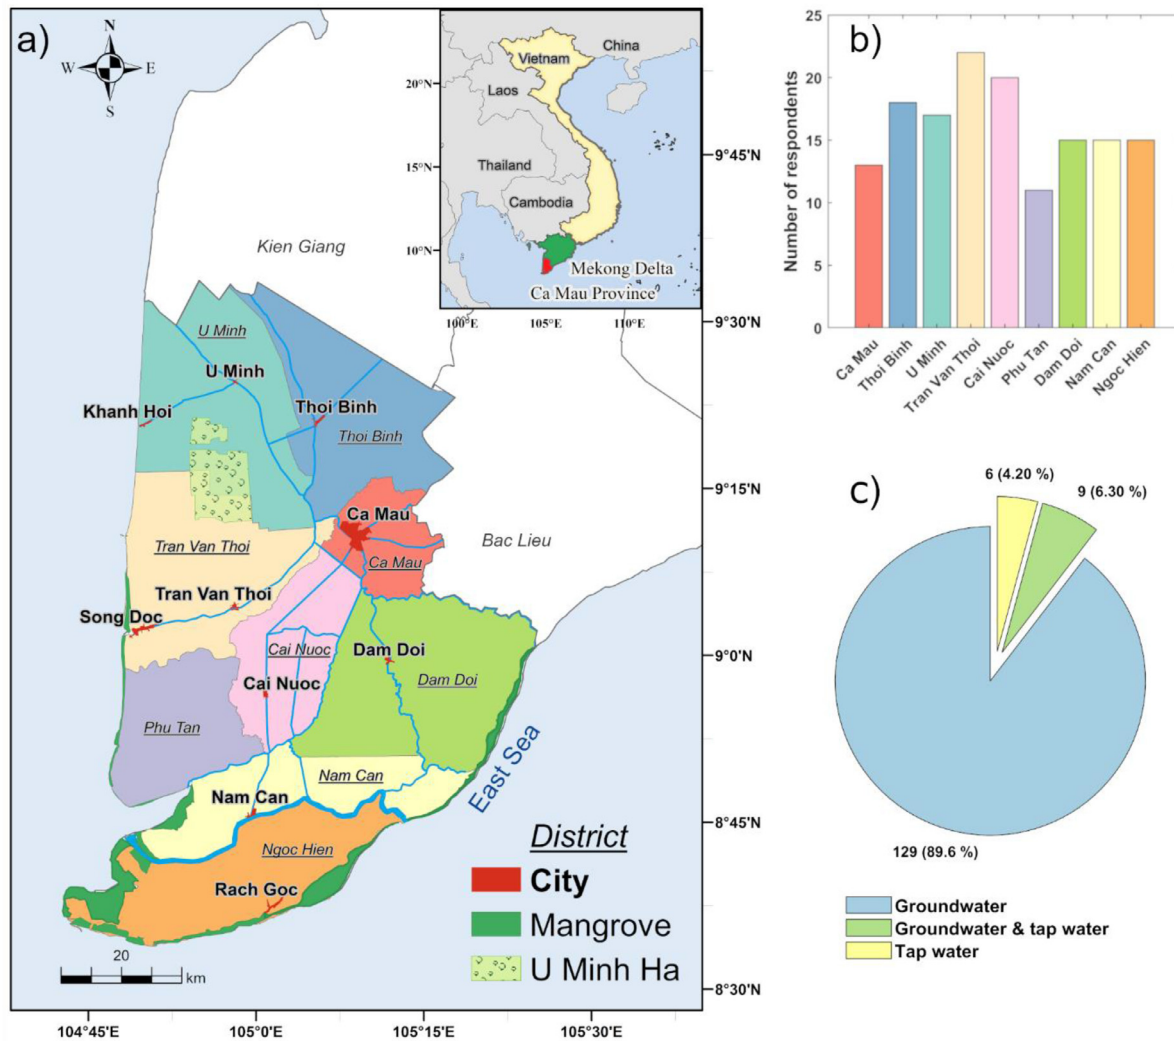 a)
N
W E
S
China
Vietnam
20°N
Laos
15°N
Thailand
Cambodia
10°N
Mekong Delta
Ca Mau Province
100°E 105°E 110°E
9°45'N
Kien Giang
9°30'N
U Minh
U Minh
Khanh Hoi
Thoi Binh
Thoi Binh
9°15'N
Ca Mau
Bac Lieu
Tran Van Thoi
Ca Mau
Tran Van Thoi
Song Doc
Cai Nuoc
Dam Doi
9°0'N
Cai Nuoc
Dam Doi
Phu Tan
East Sea
Nam Can
Nam Can
8°45'N
Ngoc Hien
Rach Goc
District
City
Mangrove
U Minh Ha
20
km
8°30'N
104°45'E 105°0'E 105°15'E 105°30'E
b)
Number of respondents
25
20
15
10
5
0
Ca Mau
Thoi Binh
U Minh
Tran Van Thoi
Cai Nuoc
Phu Tan
Dam Doi
Nam Can
Ngoc Hien
c)
6 (4.20 %)
9 (6.30 %)
129 (89.6 %)
Groundwater
Groundwater & tap water
Tap water